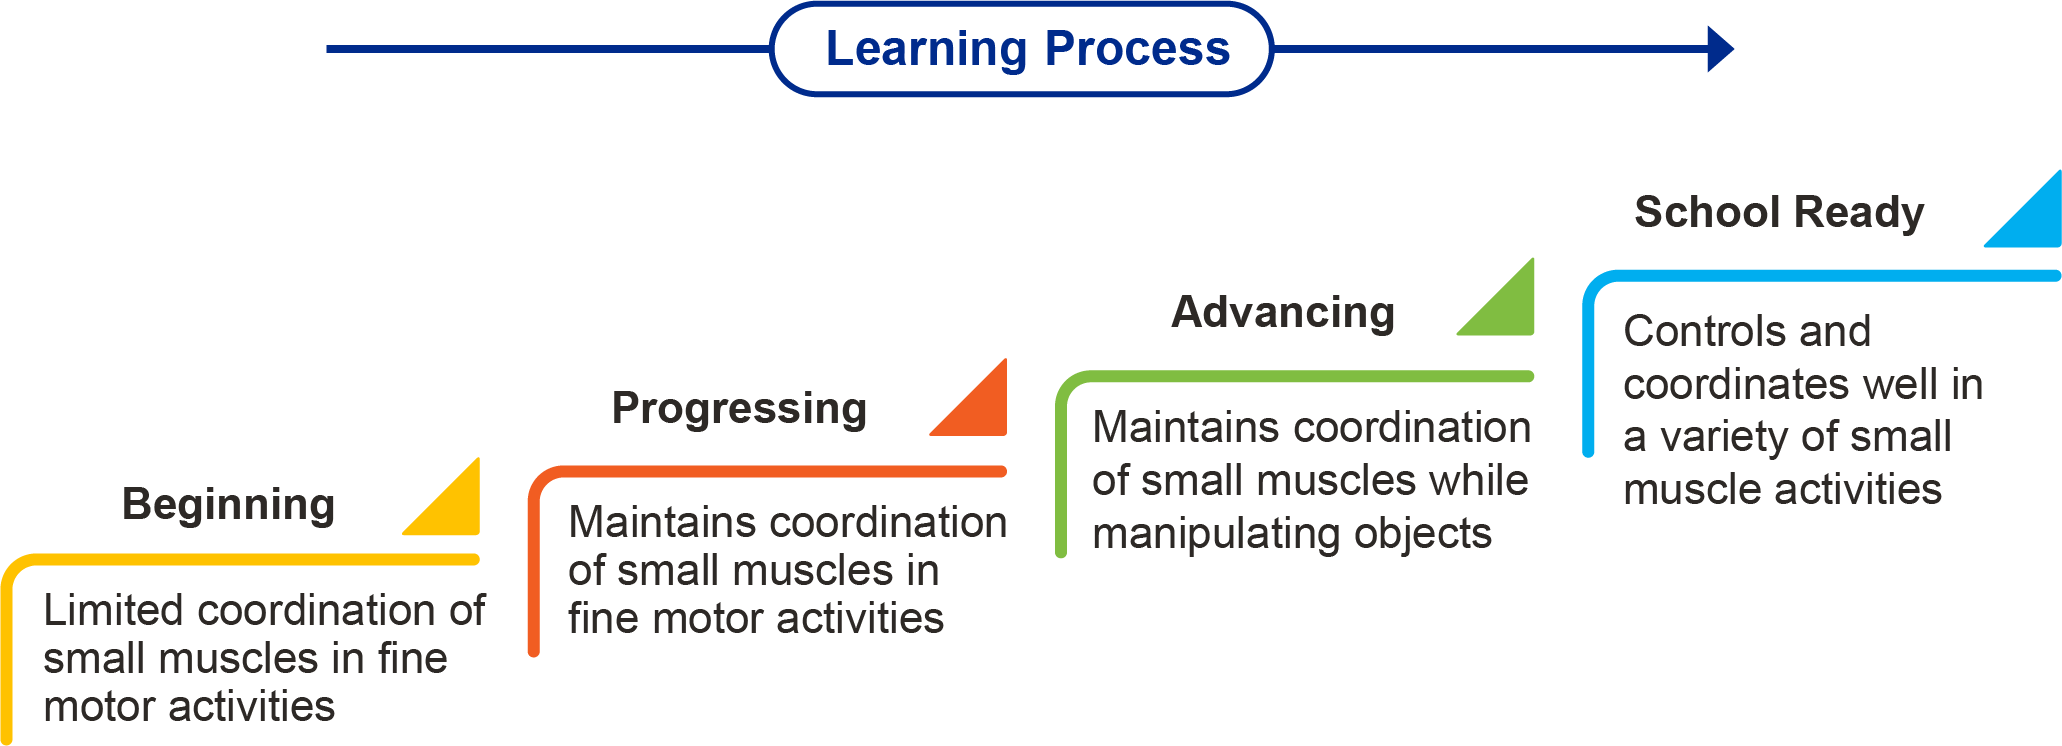 Learning Process
Beginning
Limited coordination of
small muscles in fine
motor activities
Progressing
Maintains coordination
of small muscles in
fine motor activities
Advancing
Maintains coordination
of small muscles while
manipulating objects
School Ready
Controls and
coordinates well in
a variety of small
muscle activities